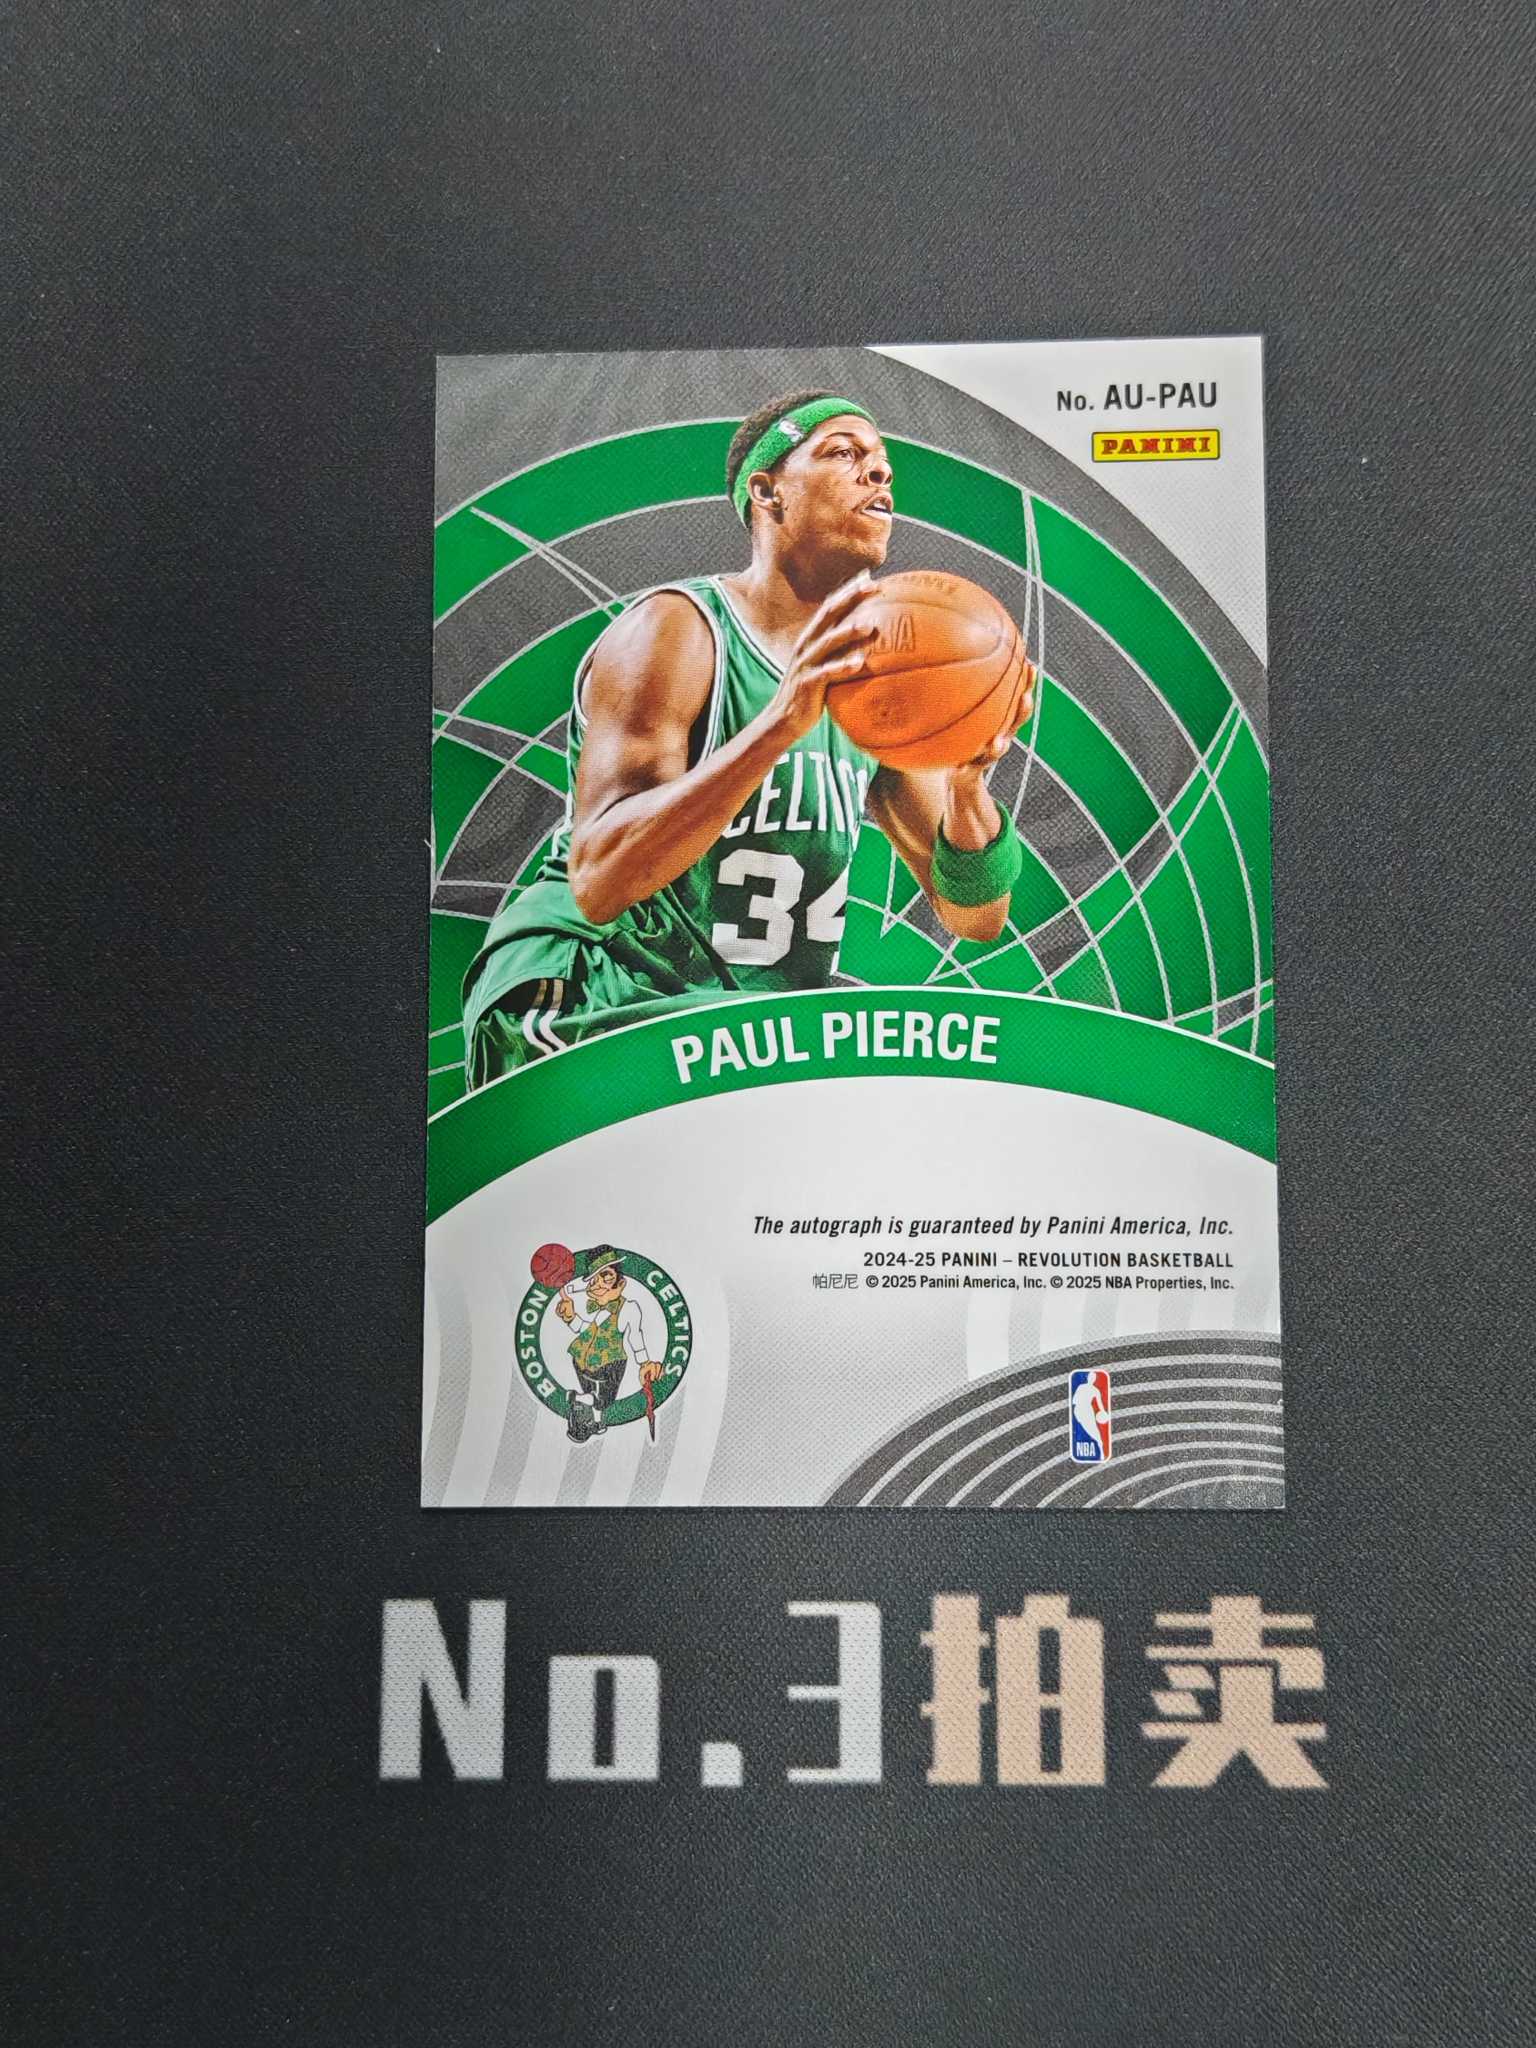 No. AU-PAU
PANINI
CELTIC
34
PAUL PIERCE
The autograph is guaranteed by Panini America, Inc.
2024-25 PANINI – REVOLUTION BASKETBALL
帕尼尼 © 2025 Panini America, Inc. © 2025 NBA Properties, Inc.
BOSTON CELTICS
NBA
No.3拍卖